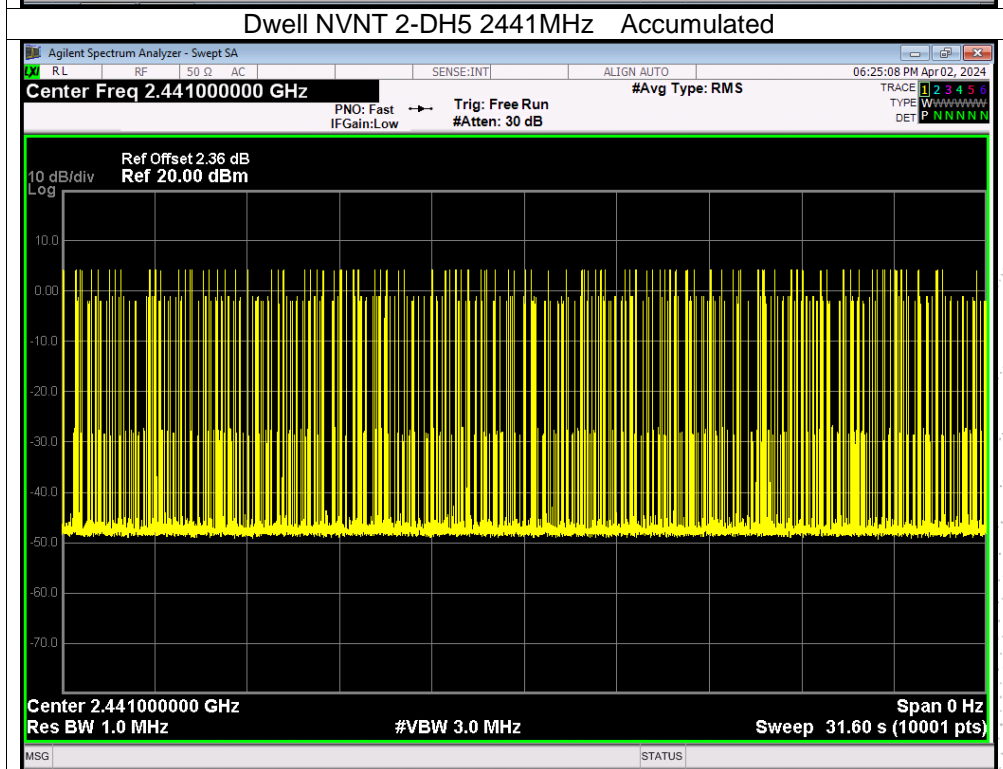 Dwell NVNT 2-DH5 2441MHz Accumulated
Agilent Spectrum Analyzer - Swept SA
LXI RL RF 50 Ω AC SENSE:INT ALIGN AUTO 06:25:08 PM Apr 02, 2024
Center Freq 2.441000000 GHz #Avg Type: RMS TRACE 1 2 3 4 5 6
PNO: Fast Trig: Free Run TYPE WWWWWW
IFGain:Low #Atten: 30 dB DET P N N N N N
Ref Offset 2.36 dB
10 dB/div Ref 20.00 dBm
Log
10.0
0.00
-10.0
-20.0
-30.0
-40.0
-50.0
-60.0
-70.0
Center 2.441000000 GHz Span 0 Hz
Res BW 1.0 MHz #VBW 3.0 MHz Sweep 31.60 s (10001 pts)
MSG STATUS